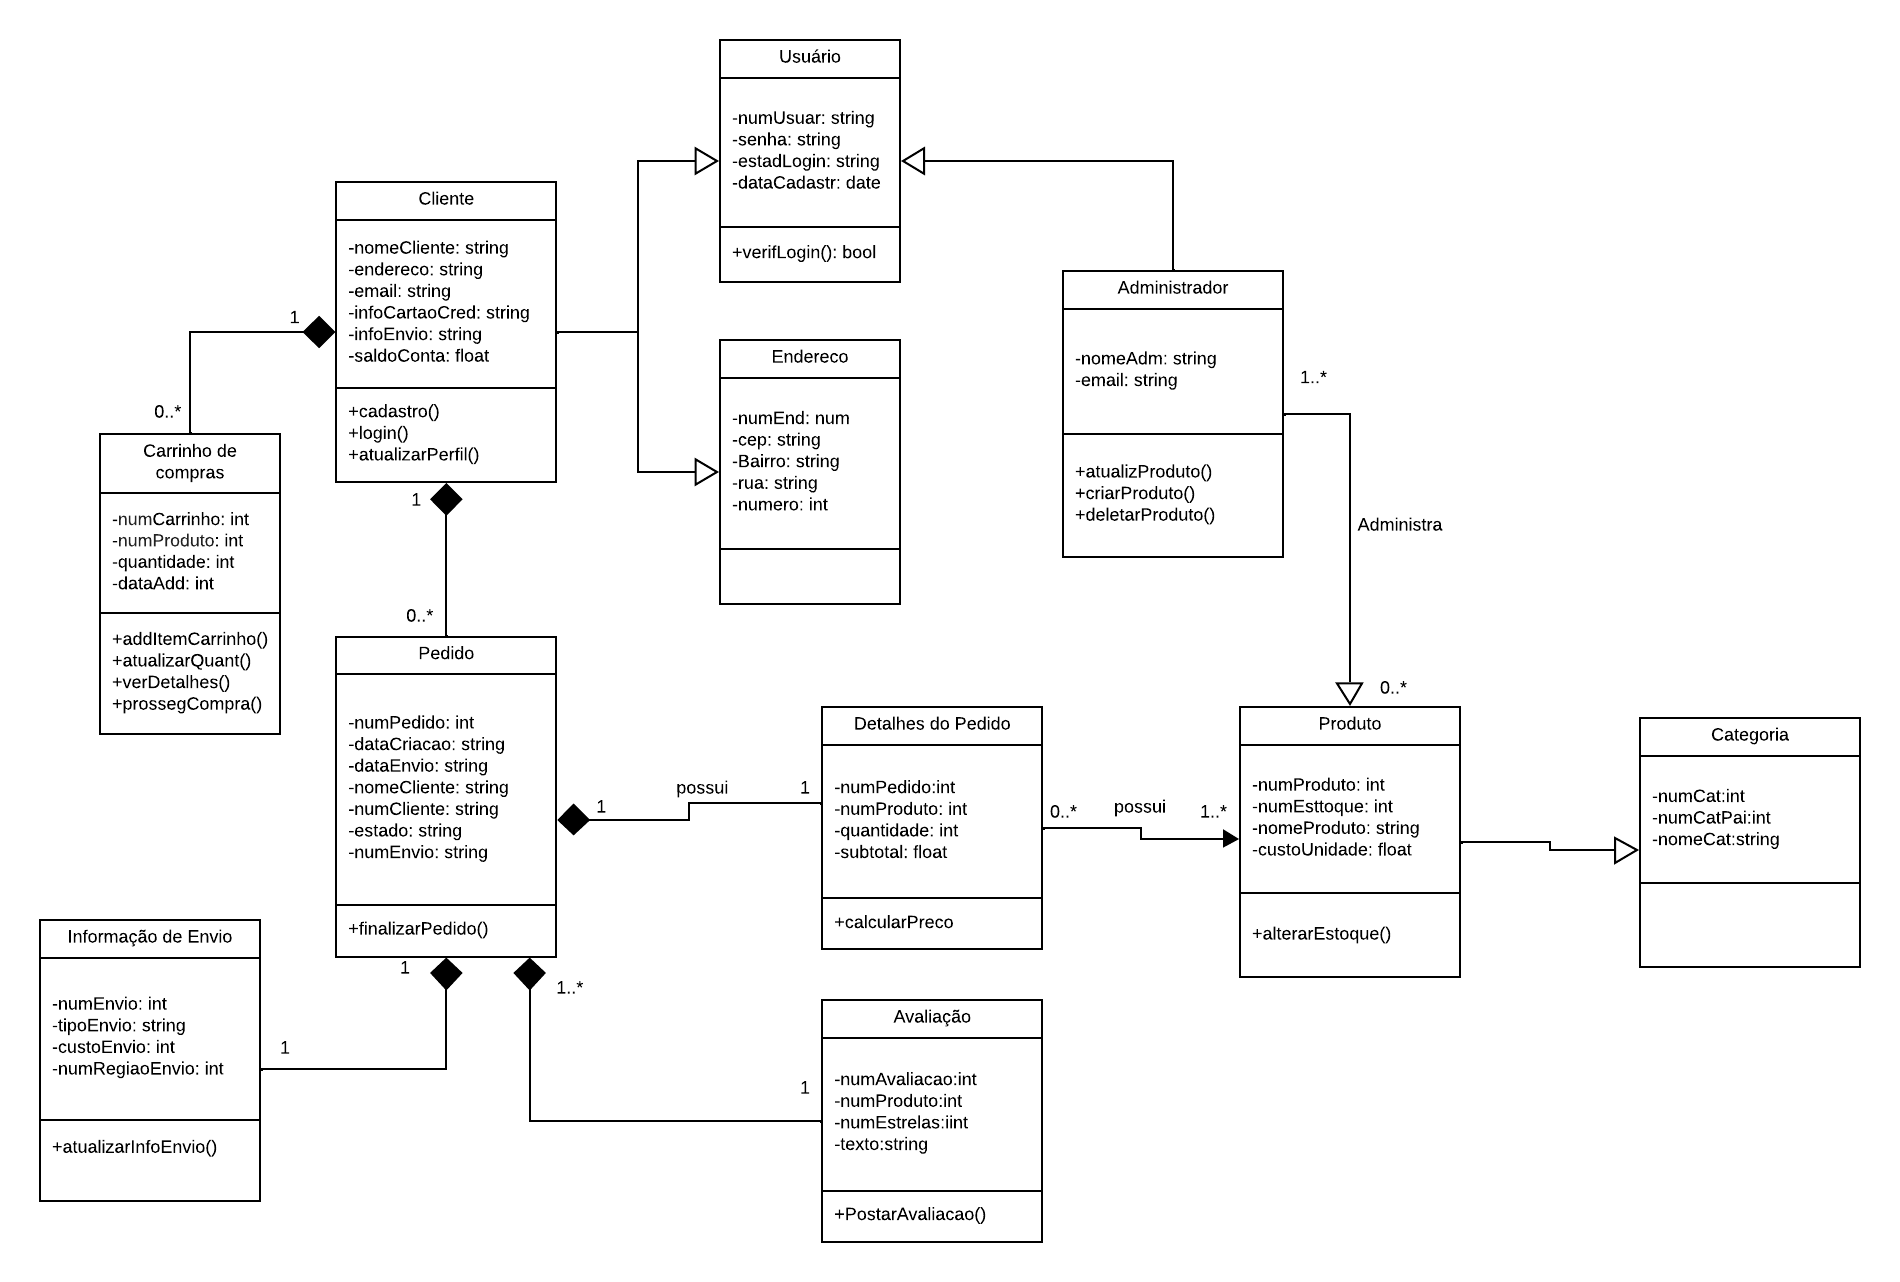 Usuário
-numUsuar: string
-senha: string
-estadLogin: string
-dataCadastr: date
+verifLogin(): bool
Cliente
-nomeCliente: string
-endereco: string
-email: string
-infoCartaoCred: string
-infoEnvio: string
-saldoConta: float
+cadastro()
+login()
+atualizarPerfil()
Administrador
-nomeAdm: string
-email: string
+atualizProduto()
+criarProduto()
+deletarProduto()
1
0..*
1..*
Endereco
-numEnd: num
-cep: string
-Bairro: string
-rua: string
-numero: int
Carrinho de
compras
-numCarrinho: int
-numProduto: int
-quantidade: int
-dataAdd: int
+addItemCarrinho()
+atualizarQuant()
+verDetalhes()
+prossegCompra()
1
0..*
Administra
0..*
Pedido
-numPedido: int
-dataCriacao: string
-dataEnvio: string
-nomeCliente: string
-numCliente: string
-estado: string
-numEnvio: string
+finalizarPedido()
1
possui
1
Detalhes do Pedido
-numPedido:int
-numProduto: int
-quantidade: int
-subtotal: float
+calcularPreco
0..*
possui
1..*
Produto
-numProduto: int
-numEsttoque: int
-nomeProduto: string
-custoUnidade: float
+alterarEstoque()
Categoria
-numCat:int
-numCatPai:int
-nomeCat:string
Informação de Envio
-numEnvio: int
-tipoEnvio: string
-custoEnvio: int
-numRegiaoEnvio: int
+atualizarInfoEnvio()
1
1
1..*
1
Avaliação
-numAvaliacao:int
-numProduto:int
-numEstrelas:iint
-texto:string
+PostarAvaliacao()